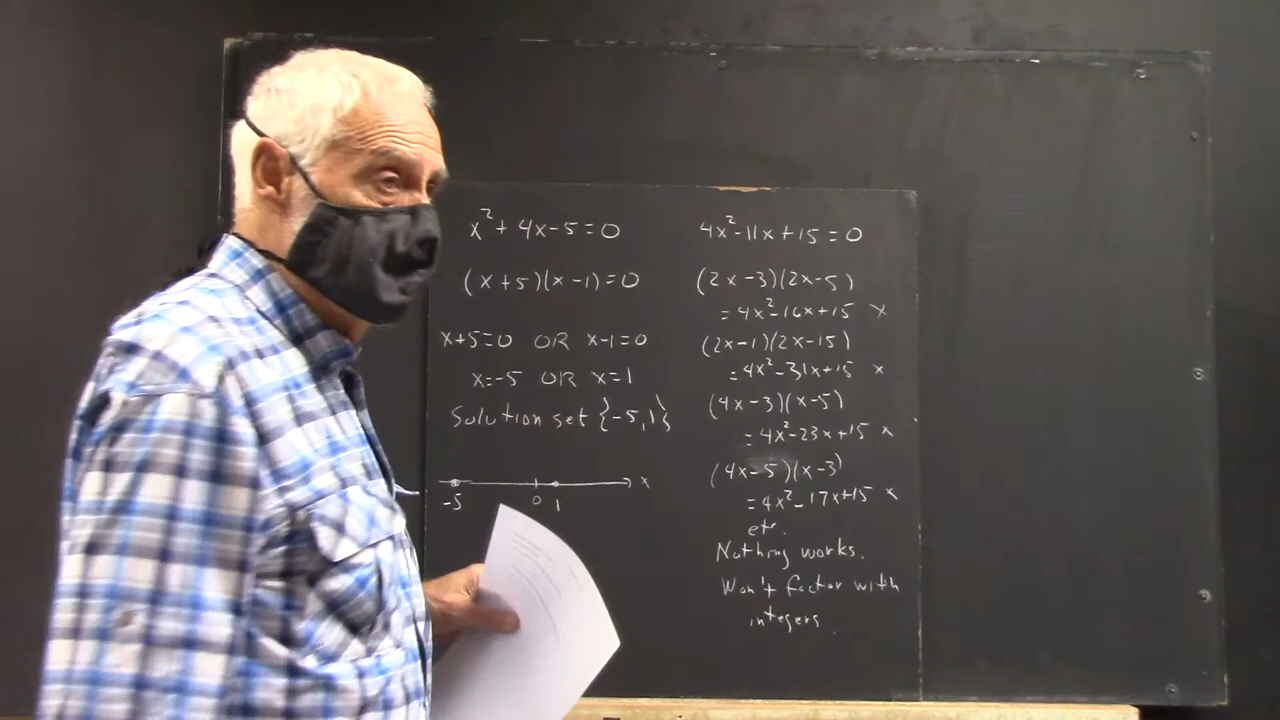 x²+4x-5=0
(x+5)(x-1)=0
x+5=0 OR x-1=0
x=-5 OR x=1
Solution set {-5,1}
-5 0 1 x
4x²-11x+15=0
(2x-3)(2x-5)
=4x²-16x+15 x
(2x-1)(2x-15)
=4x²-31x+15 x
(4x-3)(x-5)
=4x²-23x+15 x
(4x-5)(x-3)
=4x²-17x+15 x
etc.
Nothing works.
Won't factor with
integers.